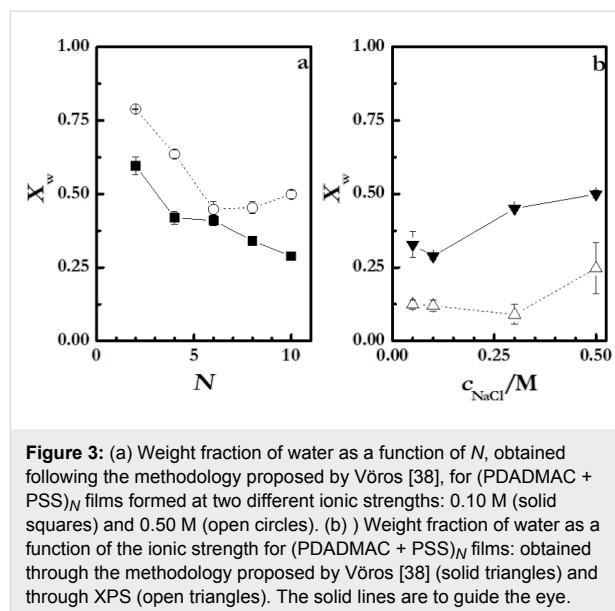 1.00
0.75
0.50
0.25
0.00
X_w
0 5 10
N
a
1.00
0.75
0.50
0.25
0.00
X_w
0.00 0.25 0.50
c_NaCl/M
b
Figure 3: (a) Weight fraction of water as a function of N, obtained
following the methodology proposed by Vöros [38], for (PDADMAC +
PSS)_N films formed at two different ionic strengths: 0.10 M (solid
squares) and 0.50 M (open circles). (b) ) Weight fraction of water as a
function of the ionic strength for (PDADMAC + PSS)_N films: obtained
through the methodology proposed by Vöros [38] (solid triangles) and
through XPS (open triangles). The solid lines are to guide the eye.